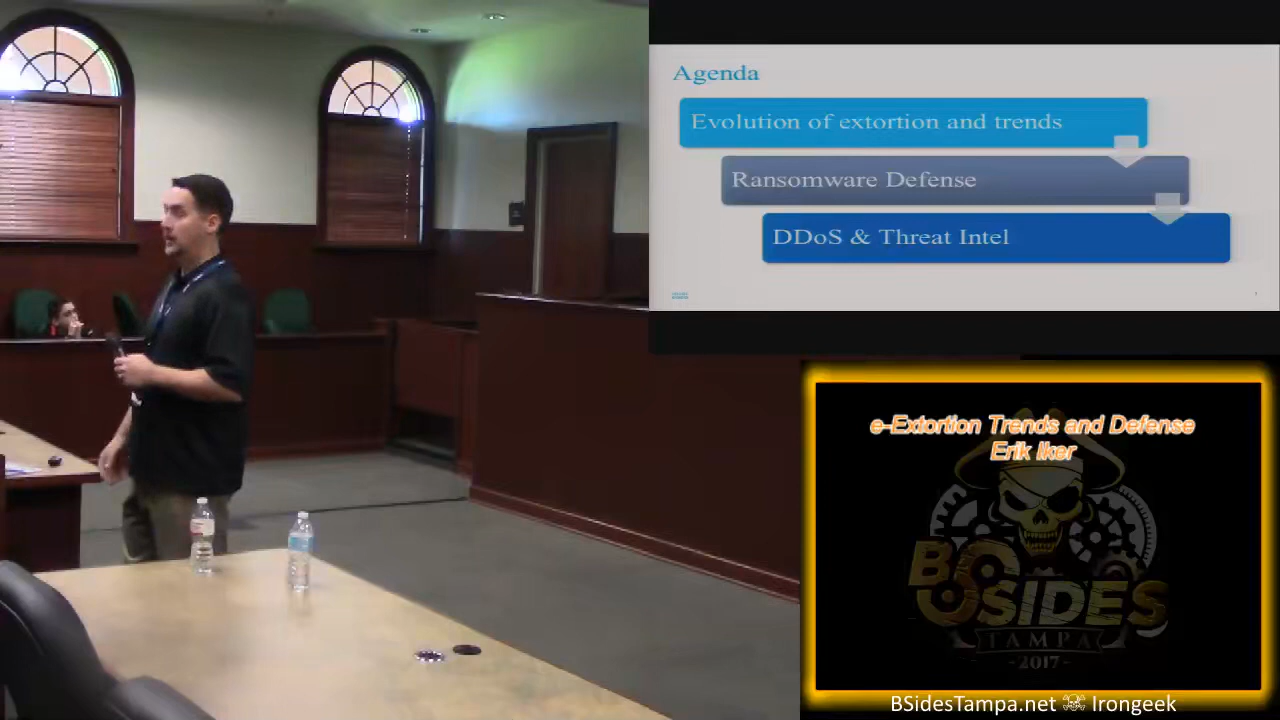 Agenda
Evolution of extortion and trends
Ransomware Defense
DDoS & Threat Intel
e-Extortion Trends and Defense
Erik Iker
BSIDES
TAMPA
-2017-
BSidesTampa.net ☠ Irongeek